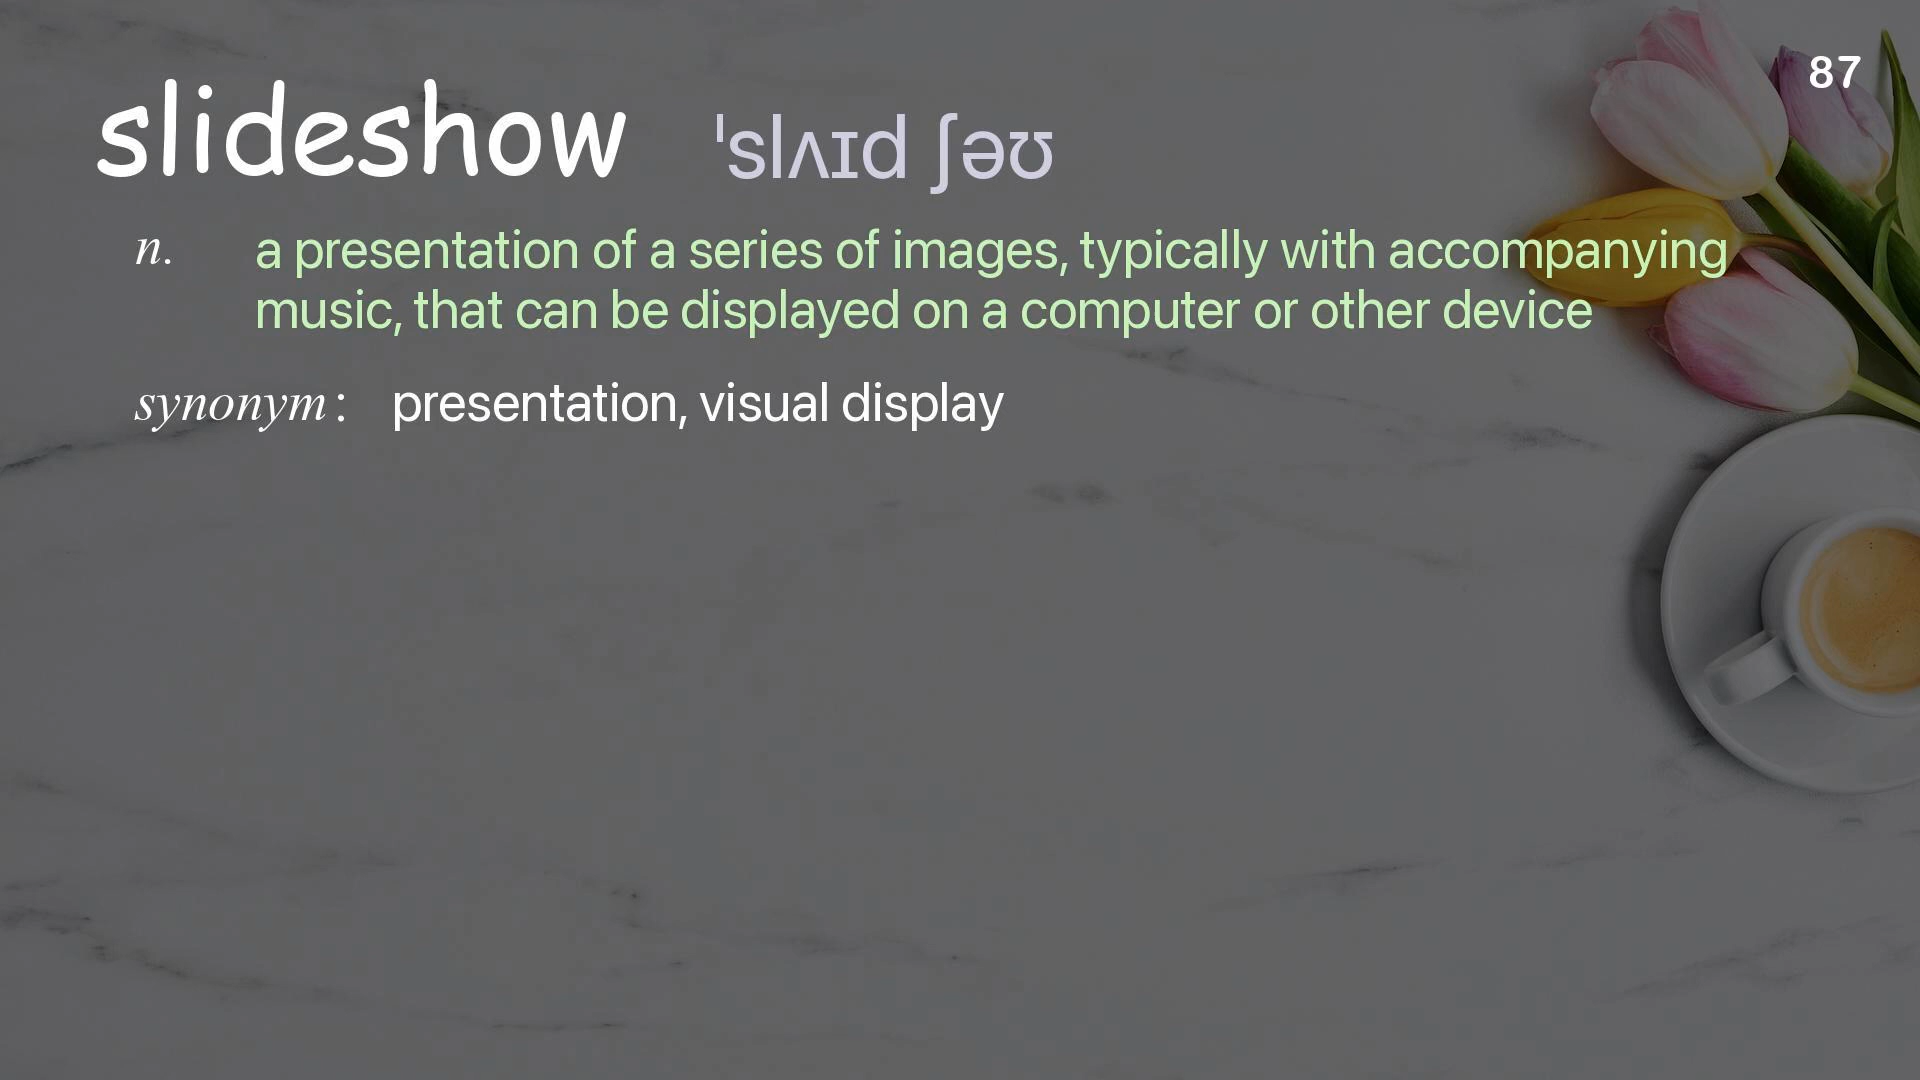 87
slideshow ˈslʌɪd ʃəʊ
n. a presentation of a series of images, typically with accompanying
music, that can be displayed on a computer or other device
synonym: presentation, visual display